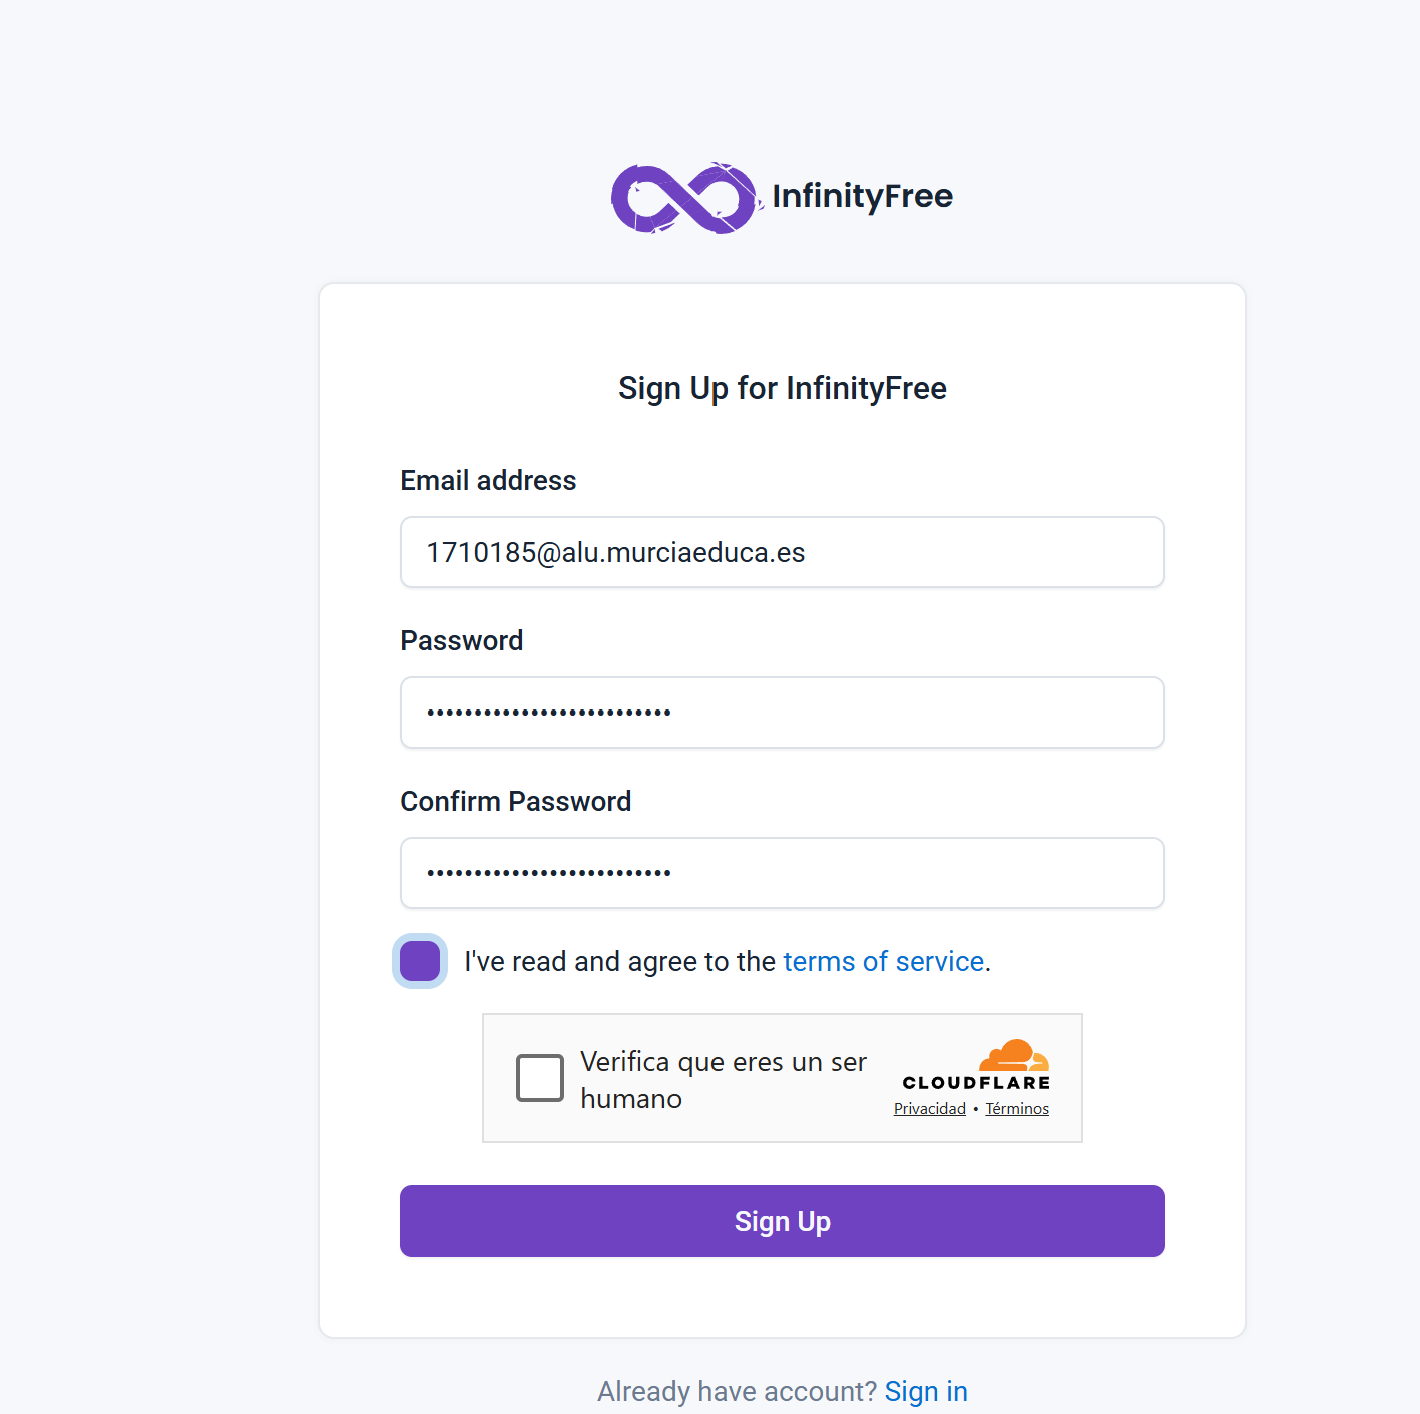 InfinityFree
Sign Up for InfinityFree
Email address
1710185@alu.murciaeduca.es
Password
••••••••••••••••••••••••••
Confirm Password
••••••••••••••••••••••••••
I've read and agree to the terms of service.
Verifica que eres un ser
humano
CLOUDFLARE
Privacidad • Términos
Sign Up
Already have account? Sign in